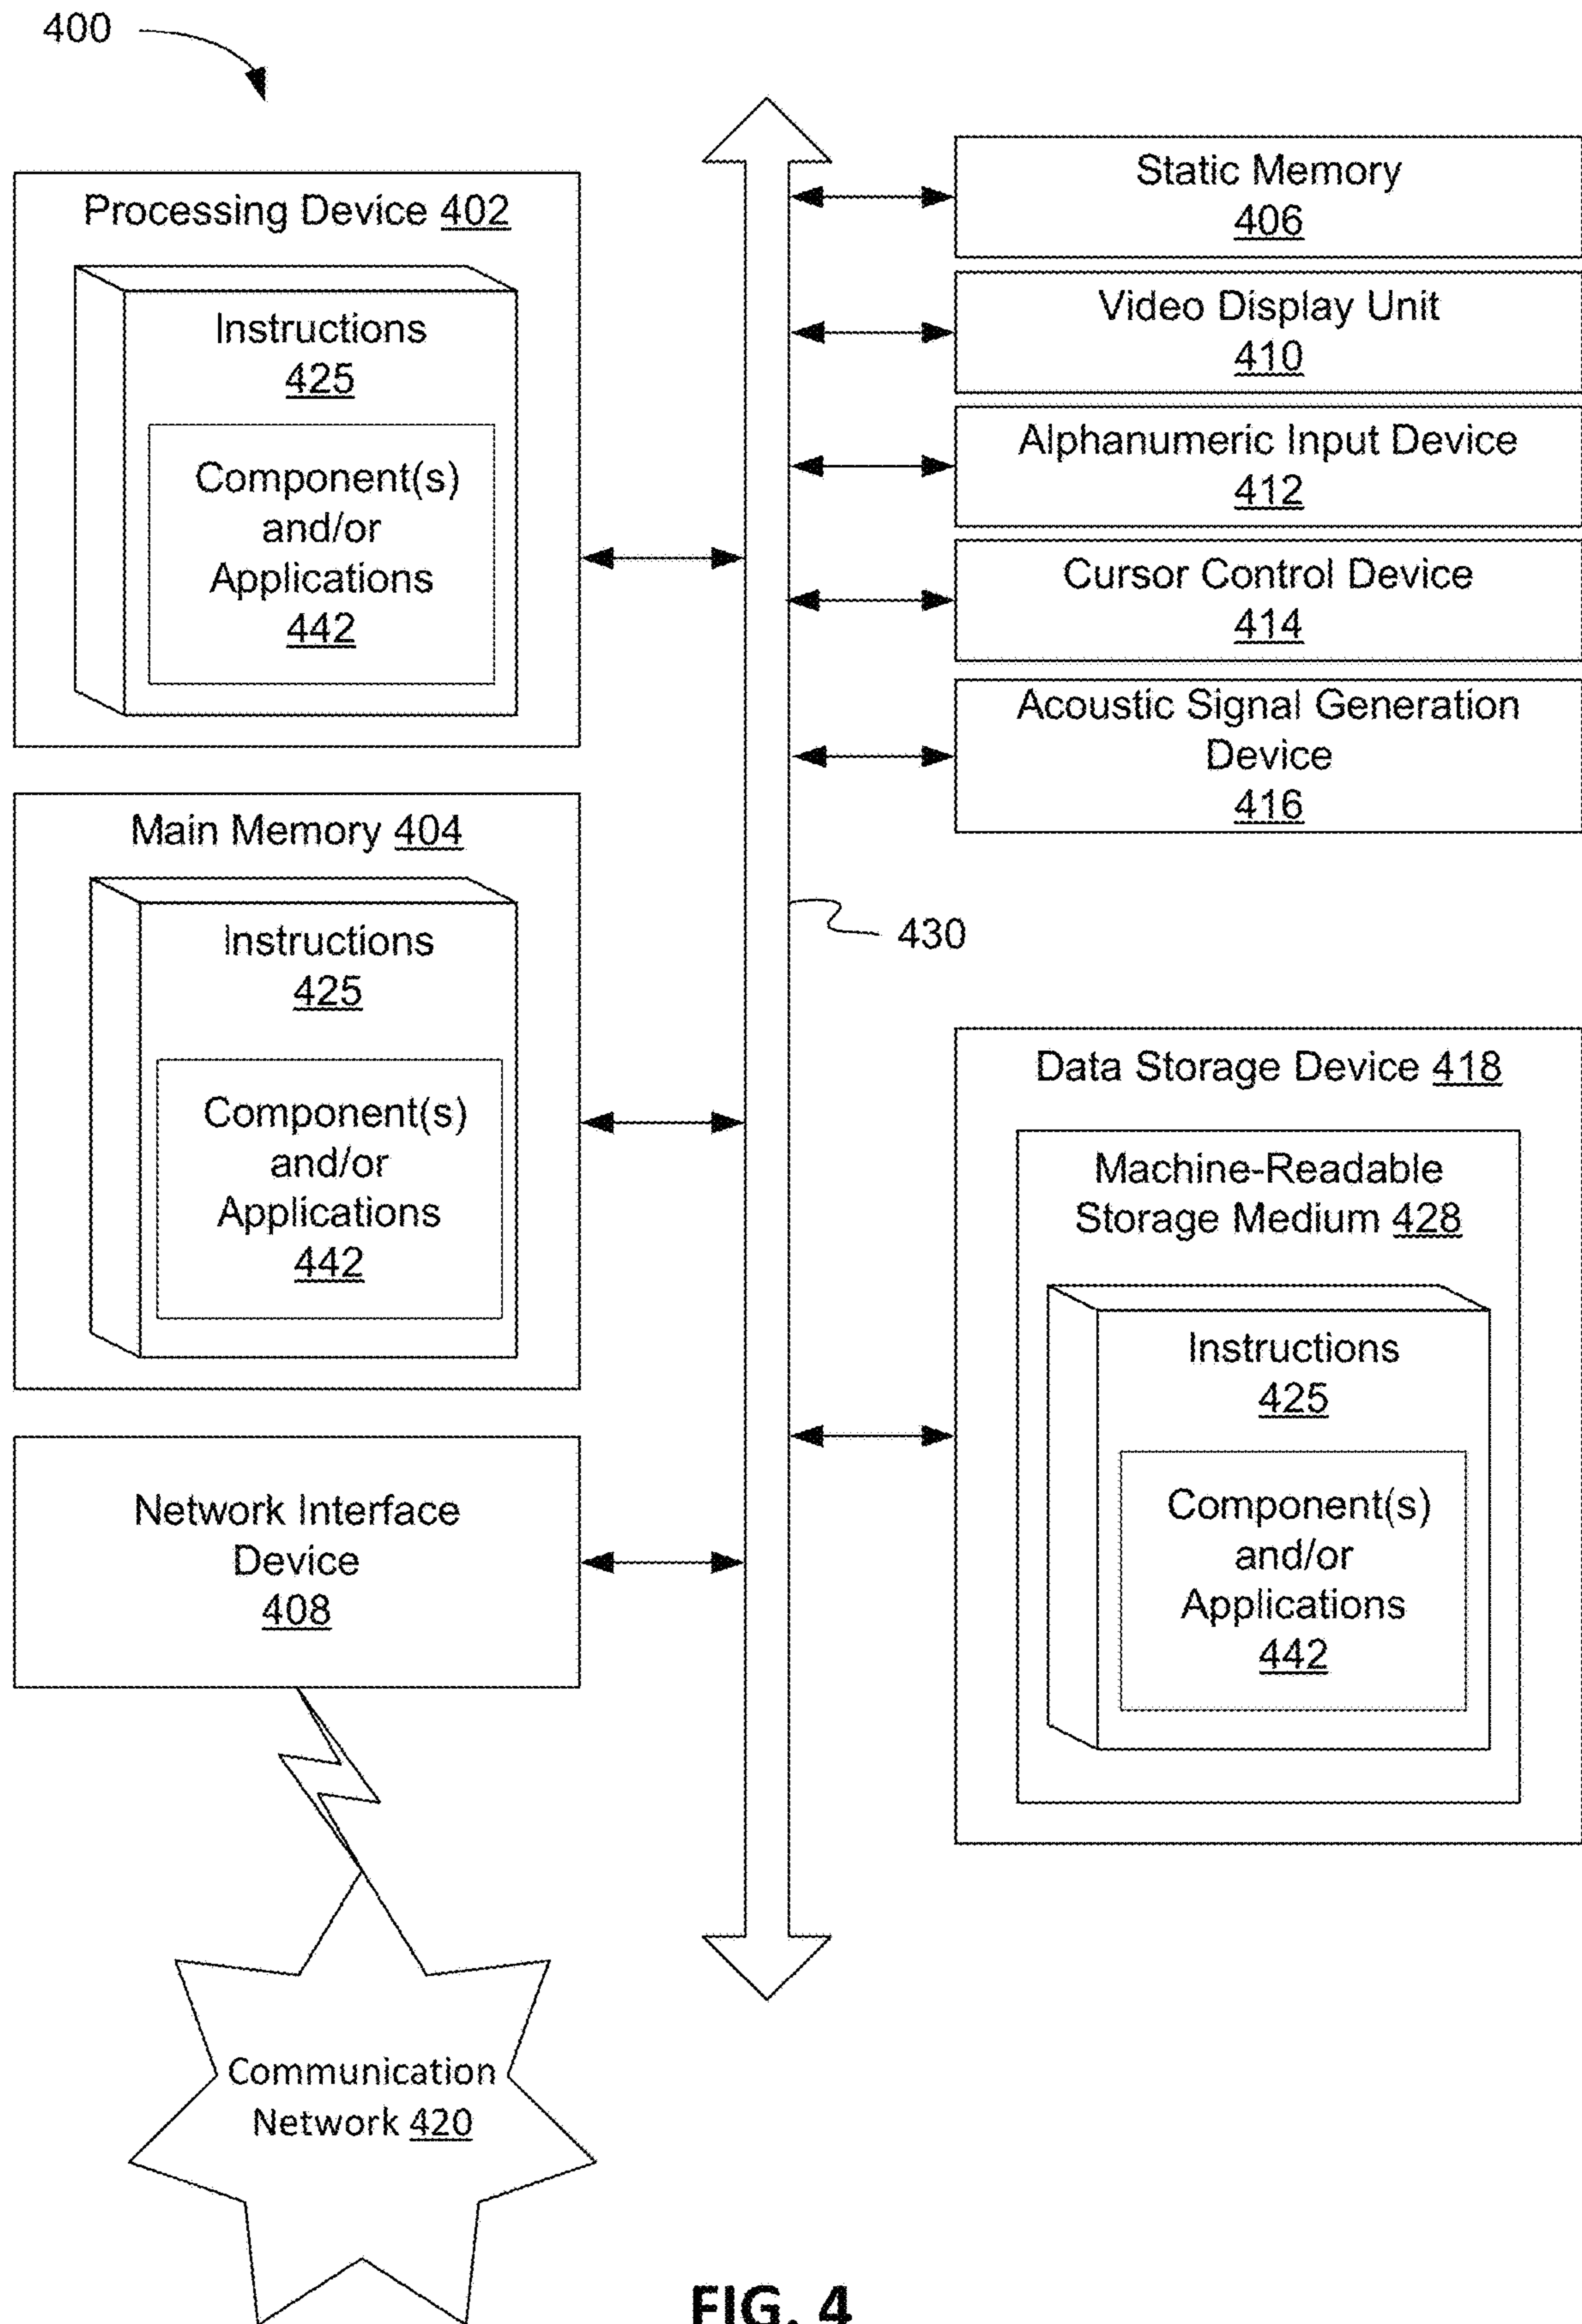 400
Processing Device 402
Instructions
425
Component(s)
and/or
Applications
442
Main Memory 404
Instructions
425
Component(s)
and/or
Applications
442
Network Interface
Device
408
Communication
Network 420
430
Static Memory
406
Video Display Unit
410
Alphanumeric Input Device
412
Cursor Control Device
414
Acoustic Signal Generation
Device
416
Data Storage Device 418
Machine-Readable
Storage Medium 428
Instructions
425
Component(s)
and/or
Applications
442
FIG. 4